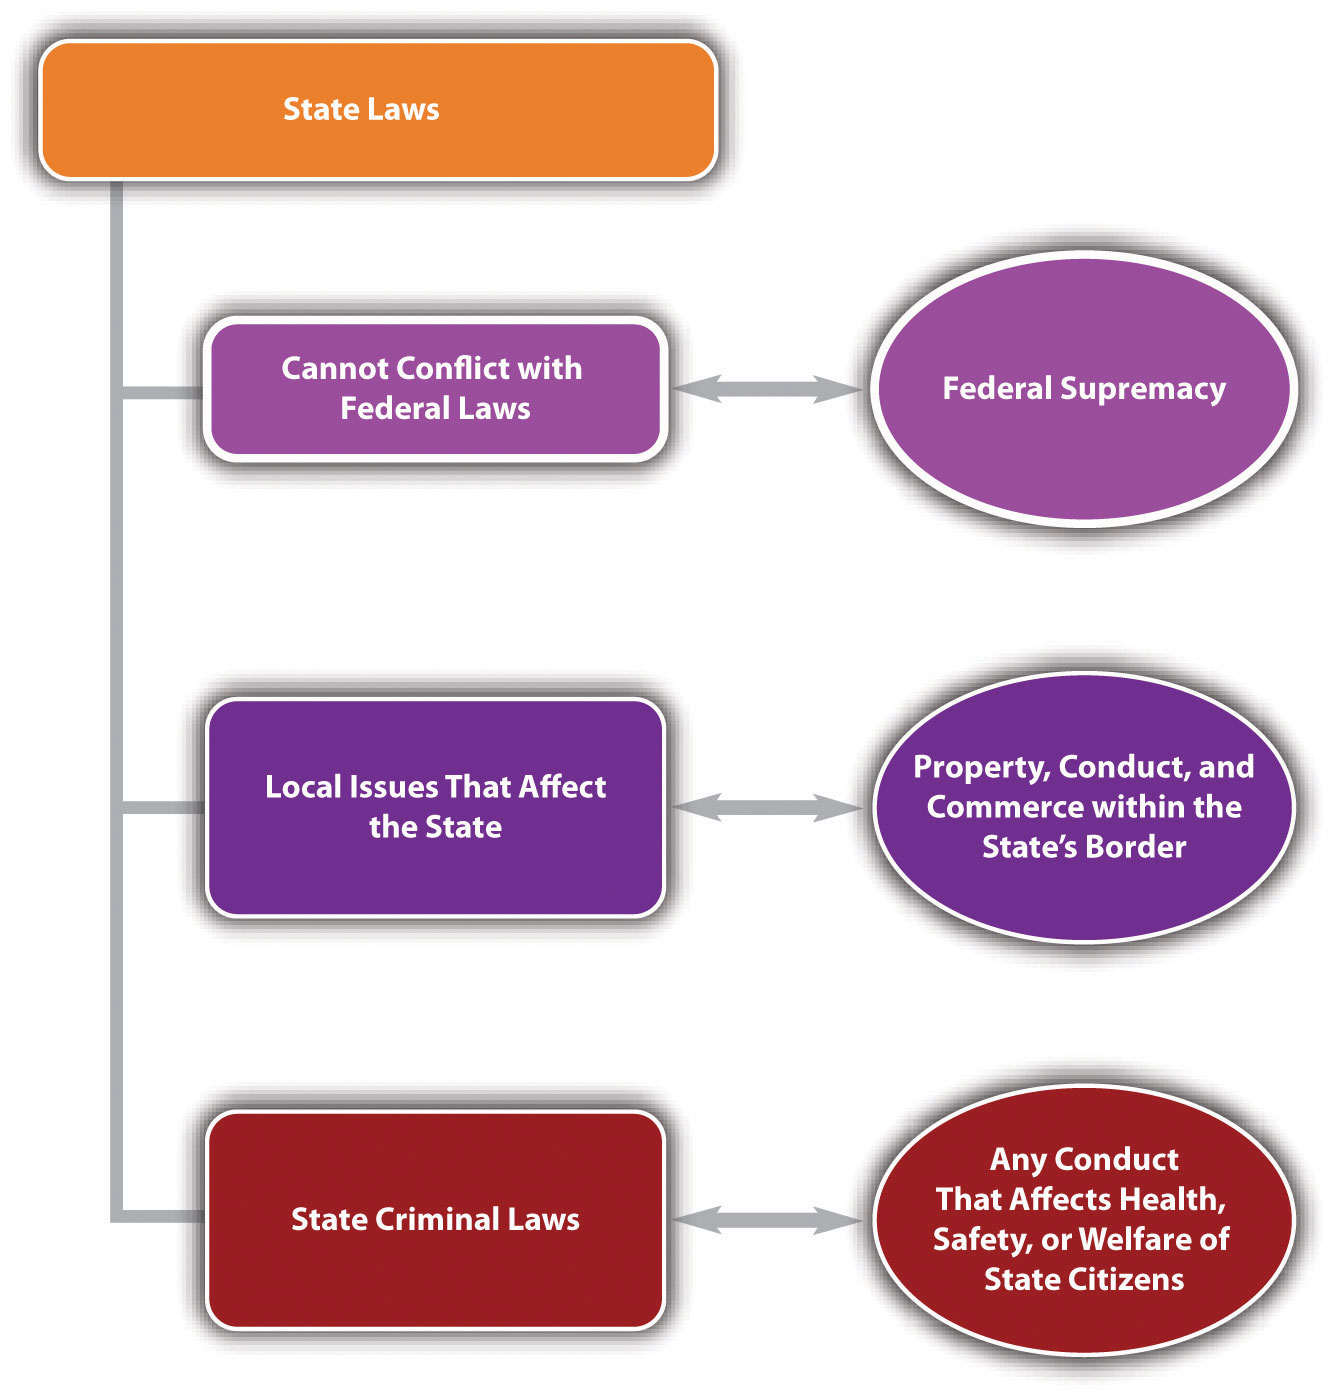 State Laws
Cannot Conflict with
Federal Laws
Federal Supremacy
Local Issues That Affect
the State
Property, Conduct, and
Commerce within the
State’s Border
State Criminal Laws
Any Conduct
That Affects Health,
Safety, or Welfare of
State Citizens